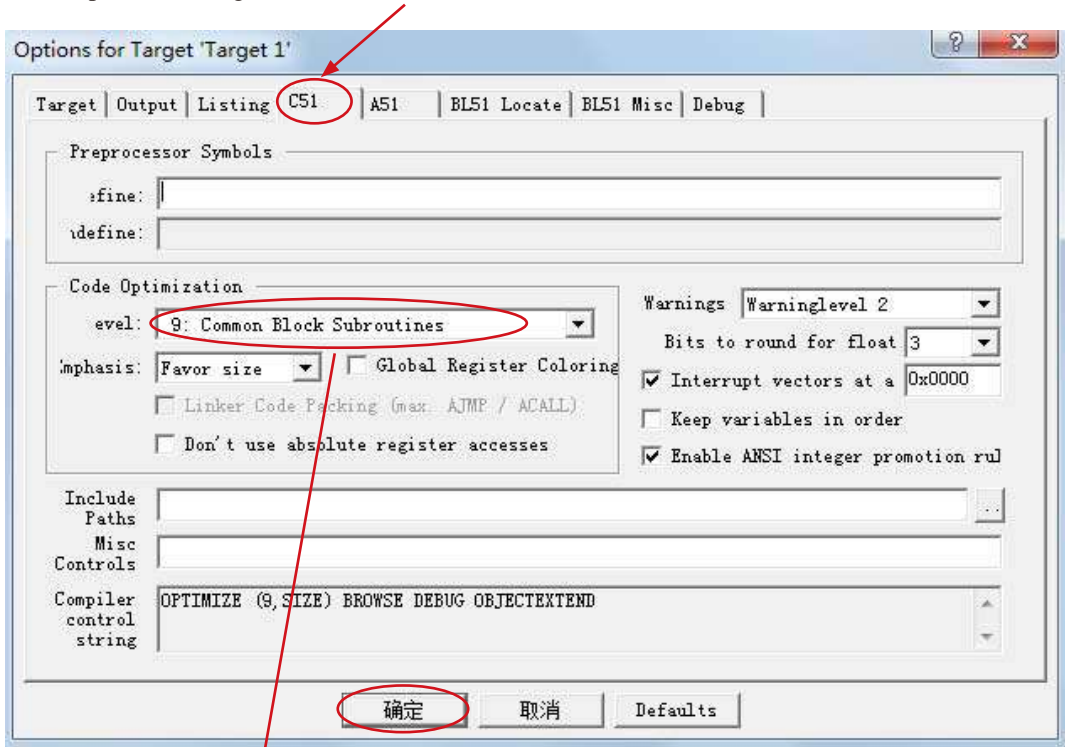 Options for Target 'Target 1'
Target Output Listing C51 A51 BL51 Locate BL51 Misc Debug
Preprocessor Symbols
efine:
define:
Code Optimization
evel: 9: Common Block Subroutines
Warnings Warninglevel 2
Bits to round for float 3
mphasis: Favor size Global Register Coloring
Interrupt vectors at a 0x0000
Linker Code Packing (max. AJMP / ACALL)
Keep variables in order
Don't use absolute register accesses
Enable ANSI integer promotion rul
Include
Paths
..
Misc
Controls
Compiler
control
string
OPTIMIZE (9,SIZE) BROWSE DEBUG OBJECTEXTEND
确定 取消 Defaults